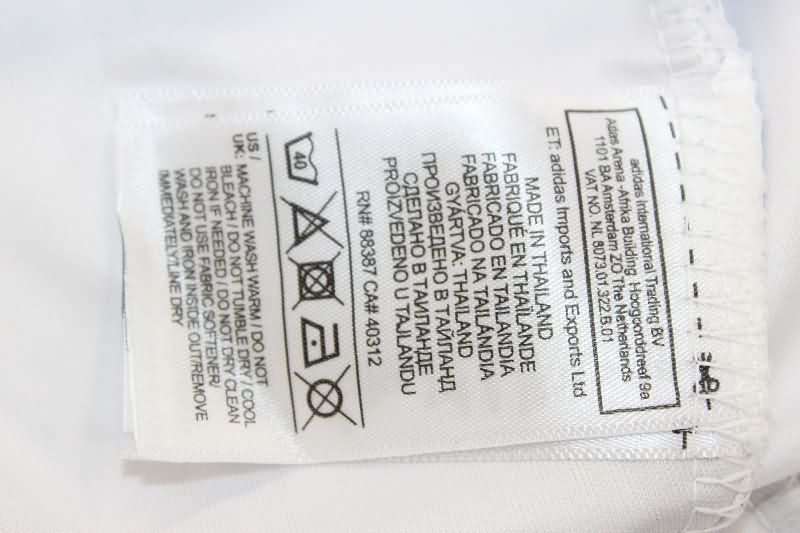 adidas International Trading BV
Atlas Arena -Afrika Building Hoogoorddreef 9a
1101 BA Amsterdam ZO The Netherlands
VAT NO. NL 8073.01.322.B.01
ET: adidas Imports and Exports Ltd
MADE IN THAILAND
FABRIQUÉ EN THAÏLANDE
FABRICADO EN TAILANDIA
FABRICADO NA TAILÂNDIA
GYÁRTVA: THAILAND
ПРОИЗВЕДЕНО В ТАЙЛАНД
СДЕЛАНО В ТАИЛАНДЕ
PROIZVEDENO U TAJLANDU
RN# 88387 CA# 40312
40
US /
UK: MACHINE WASH WARM / DO NOT
BLEACH / DO NOT TUMBLE DRY / COOL
IRON IF NEEDED / DO NOT DRY CLEAN
DO NOT USE FABRIC SOFTENER/
WASH AND IRON INSIDE OUT/REMOVE
IMMEDIATELY/LINE DRY